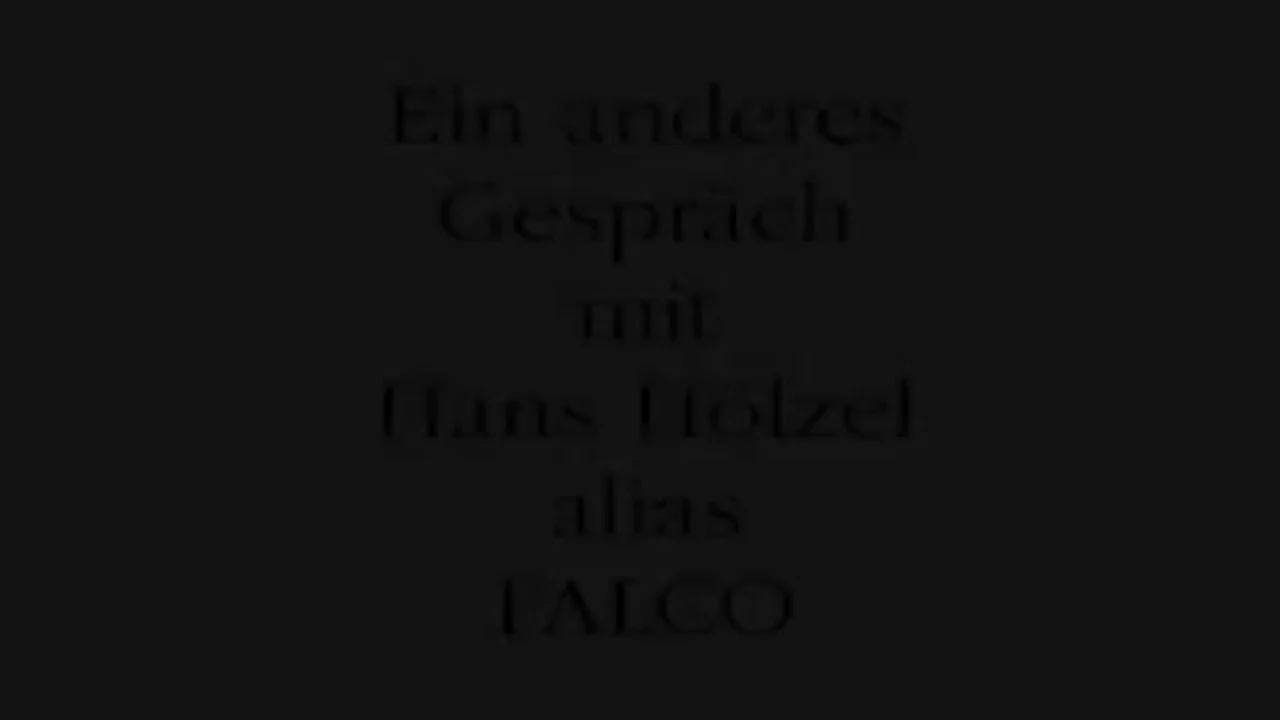 Ein anderes
Gespräch
mit
Hans Hölzel
alias
FALCO